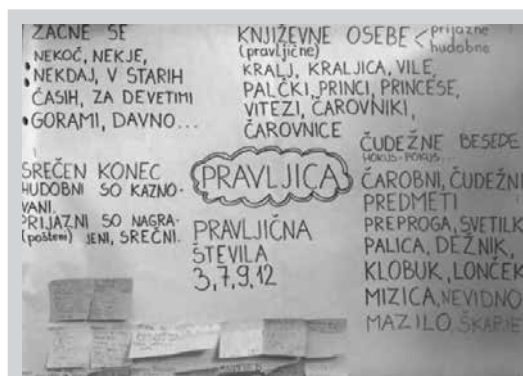 ZAČNE SE
NEKOČ, NEKJE,
NEKDAJ, V STARIH
ČASIH, ZA DEVETIMI
GORAMI, DAVNO...
KNJIŽEVNE OSEBE < prijazne
hudobne
(pravljične)
KRALJ, KRALJICA, VILE,
PALČKI, PRINCI, PRINCESE,
VITEZI, ČAROVNIKI,
ČAROVNICE
SREČEN KONEC
HUDOBNI SO KAZNO-
VANI.
PRIJAZNI SO NAGRA-
(pošteni) JENI, SREČNI.
PRAVLJICA
PRAVLJIČNA
ŠTEVILA
3,7,9,12
ČUDEŽNE BESEDE
HOKUS-POKUS...
ČAROBNI, ČUDEŽNI
PREDMETI
PREPROGA, SVETILK
PALICA, DEŽNIK,
KLOBUK, LONČEK
MIZICA, NEVIDNO
MAZILO, ŠKARJE